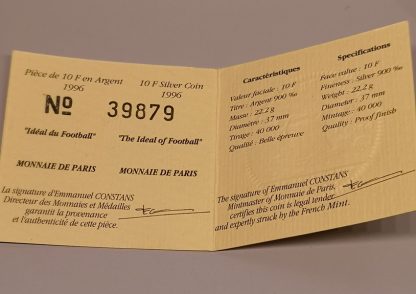 Pièce de 10 F en Argent
1996
10 F Silver Coin
1996
Nº 39879
"Idéal du Football"
"The Ideal of Football"
MONNAIE DE PARIS
MONNAIE DE PARIS
La signature d'Emmanuel CONSTANS
Directeur des Monnaies et Médailles
garantit la provenance
et l'authenticité de cette pièce.
Caractéristiques
Valeur faciale : 10 F
Titre : Argent 900 ‰
Masse : 22.2 g
Diamètre : 37 mm
Tirage : 40 000
Qualité : Belle épreuve
Specifications
Face value : 10 F
Fineness : Silver 900 ‰
Weight : 22.2 g
Diameter : 37 mm
Mintage : 40 000
Quality : Proof finish
The signature of Emmanuel CONSTANS
Mintmaster of Monnaie de Paris,
certifies this coin is legal tender
and expertly struck by the French Mint.